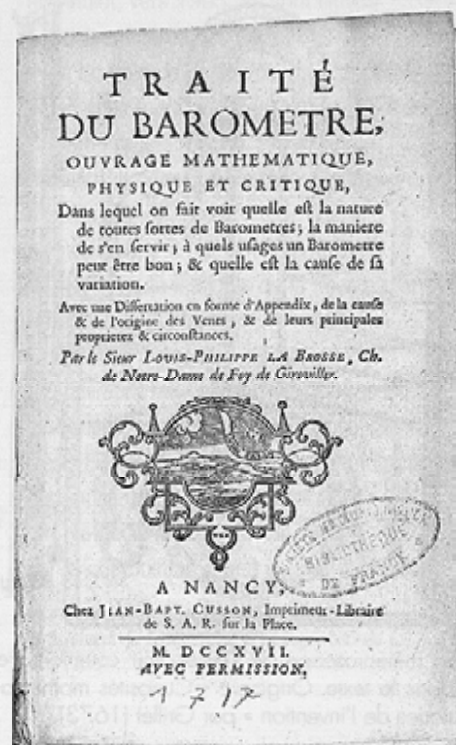 TRAITÉ
DU BAROMETRE,
OUVRAGE MATHEMATIQUE,
PHYSIQUE ET CRITIQUE,
Dans lequel on fait voir quelle est la nature
de toutes sortes de Barometres; la maniere
de s'en servir; à quels usages un Barometre
peut être bon; & quelle est la cause de sa
variation.
Avec une Dissertation en forme d'Appendix, de la cause
& de l'origine des Vents, & de leurs principales
proprietez & circonstances.
Par le Sieur LOUIS-PHILIPPE LA BROSSE, Ch.
de Notre-Dame de Foy de Giroviller.
BIBLIOTHEQUE
DE FRANCE
A NANCY,
Chez JEAN-BAPT. CUSSON, Imprimeur-Libraire
de S. A. R. sur la Place.
M. DCCXVII.
AVEC PERMISSION.
1717